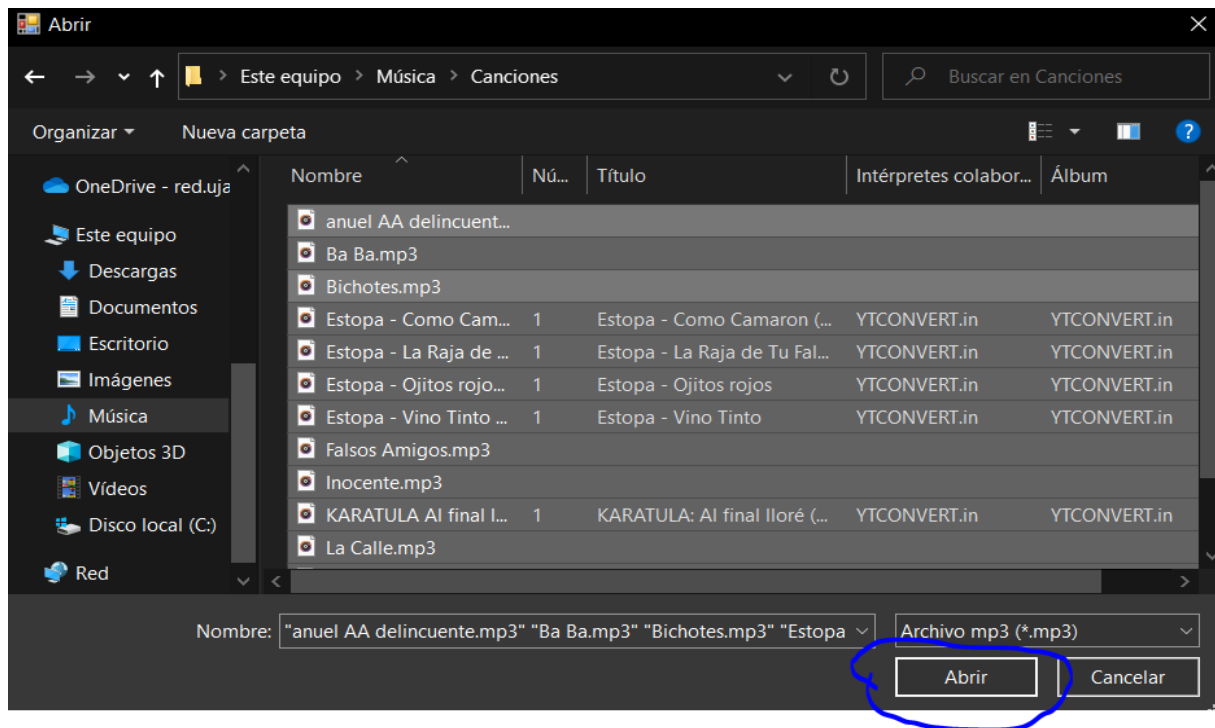 Abrir
Este equipo > Música > Canciones
Buscar en Canciones
Organizar
Nueva carpeta
OneDrive - red.uja
Este equipo
Descargas
Documentos
Escritorio
Imágenes
Música
Objetos 3D
Vídeos
Disco local (C:)
Red
Nombre Nú... Título Intérpretes colabor... Álbum
anuel AA delincuent...
Ba Ba.mp3
Bichotes.mp3
Estopa - Como Cam... 1 Estopa - Como Camaron (... YTCONVERT.in YTCONVERT.in
Estopa - La Raja de ... 1 Estopa - La Raja de Tu Fal... YTCONVERT.in YTCONVERT.in
Estopa - Ojitos rojo... 1 Estopa - Ojitos rojos YTCONVERT.in YTCONVERT.in
Estopa - Vino Tinto ... 1 Estopa - Vino Tinto YTCONVERT.in YTCONVERT.in
Falsos Amigos.mp3
Inocente.mp3
KARATULA Al final l... 1 KARATULA: Al final lloré (... YTCONVERT.in YTCONVERT.in
La Calle.mp3
Nombre: "anuel AA delincuente.mp3" "Ba Ba.mp3" "Bichotes.mp3" "Estopa
Archivo mp3 (*.mp3)
Abrir
Cancelar